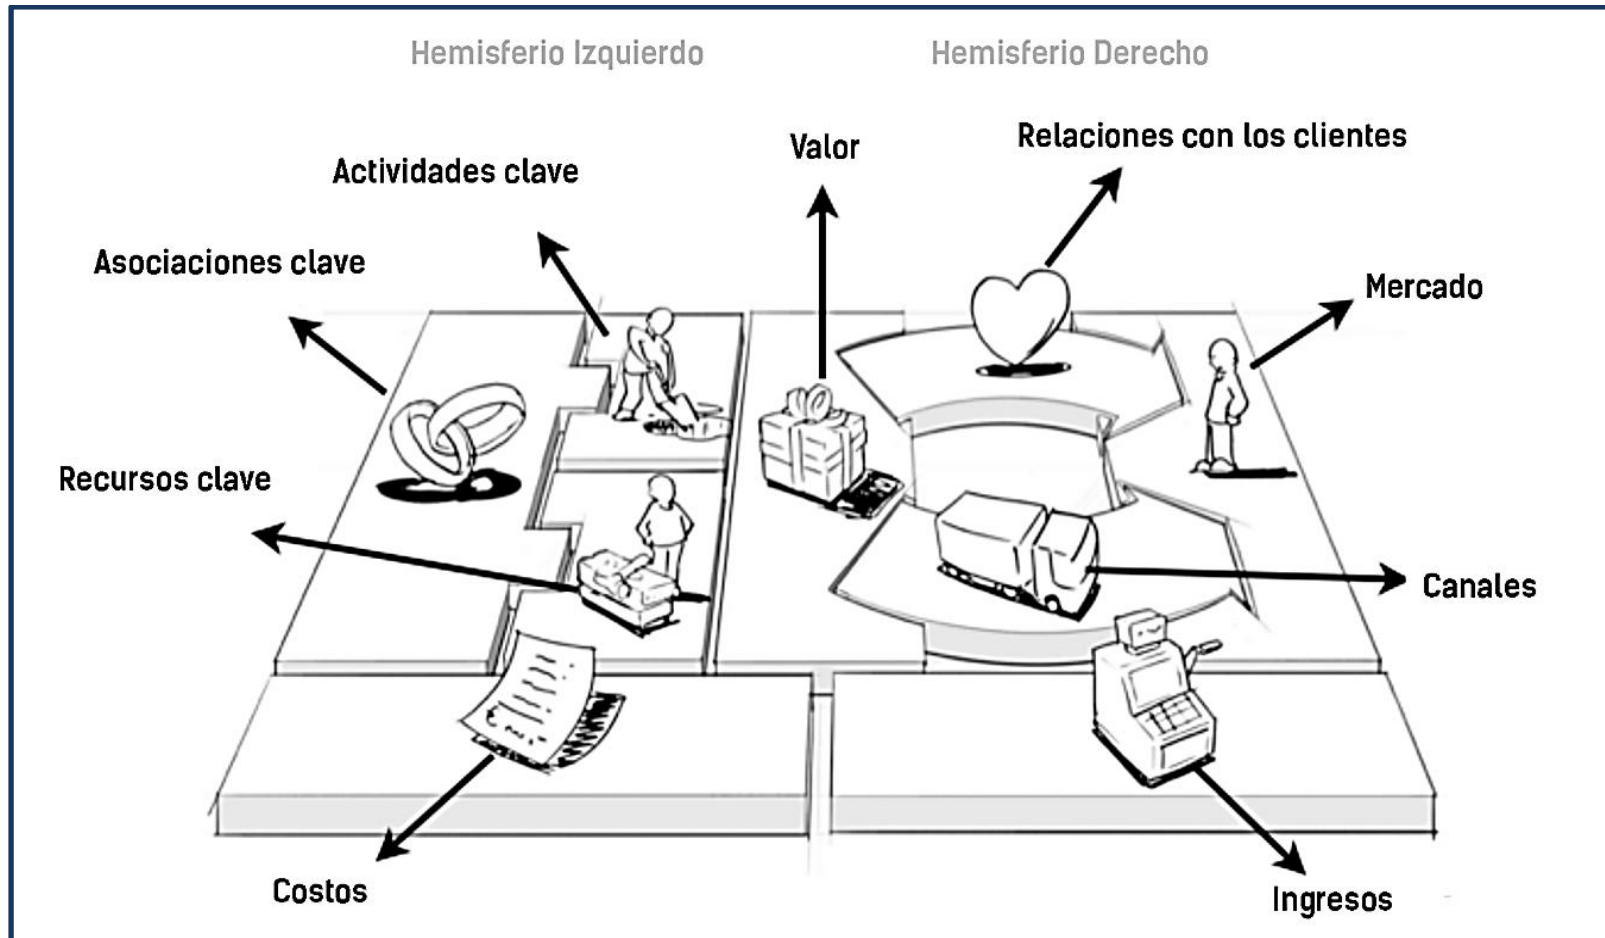 Hemisferio Izquierdo
Hemisferio Derecho
Relaciones con los clientes
Valor
Actividades clave
Asociaciones clave
Mercado
Recursos clave
Canales
Costos
Ingresos